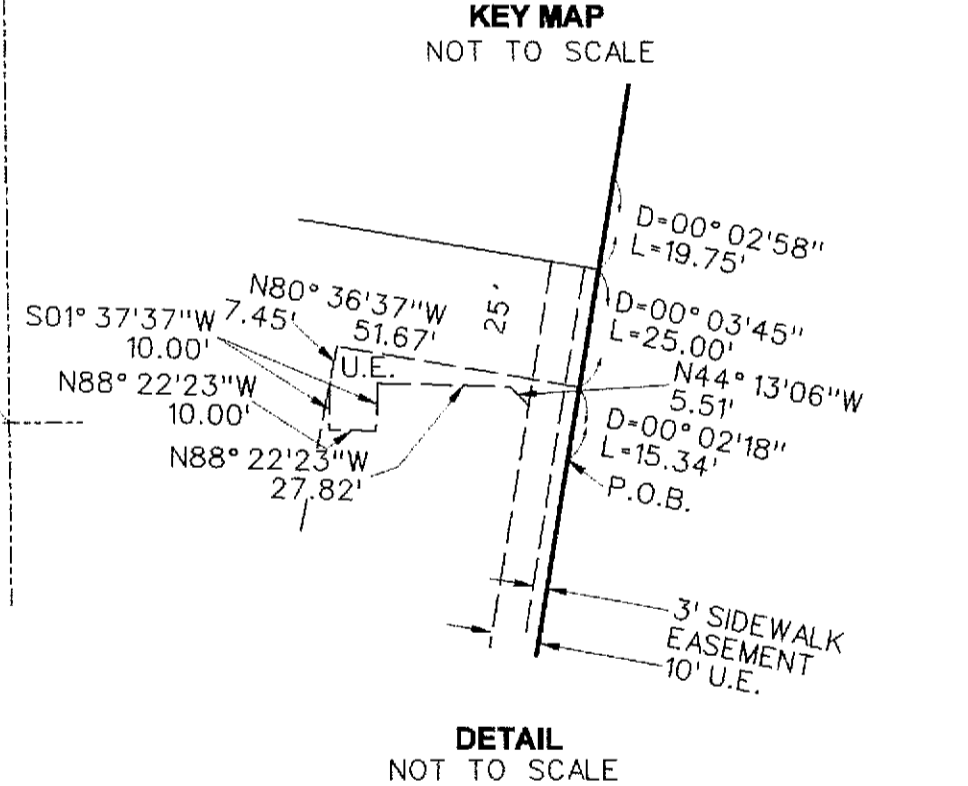 KEY MAP
NOT TO SCALE
D=00° 02'58"
L=19.75'
N80° 36'37"W
51.67'
25'
S01° 37'37"W
10.00'
7.45'
D=00° 03'45"
L=25.00'
U.E.
N44° 13'06"W
5.51'
N88° 22'23"W
10.00'
D=00° 02'18"
L=15.34'
N88° 22'23"W
27.82'
P.O.B.
3' SIDEWALK
EASEMENT
10' U.E.
DETAIL
NOT TO SCALE